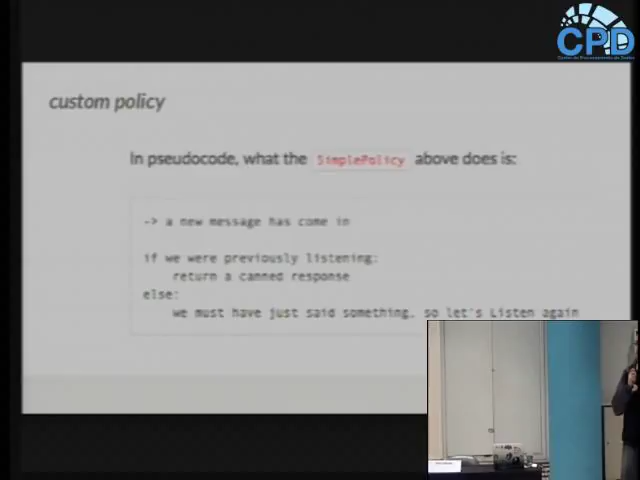 CPD
custom policy
In pseudocode, what the SimplePolicy above does is:
-> a new message has come in
if we were previously listening:
return a canned response
else:
we must have just said something, so let's Listen again